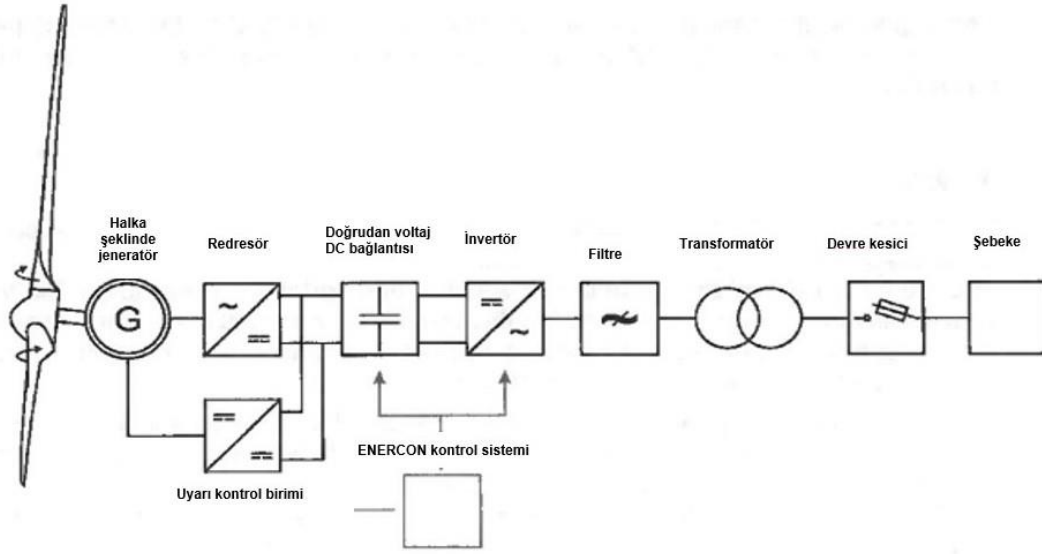 Halka
şeklinde
jeneratör
Redresör
Doğrudan voltaj
DC bağlantısı
İnvertör
Filtre
Transformatör
Devre kesici
Şebeke
G
Uyarı kontrol birimi
ENERCON kontrol sistemi